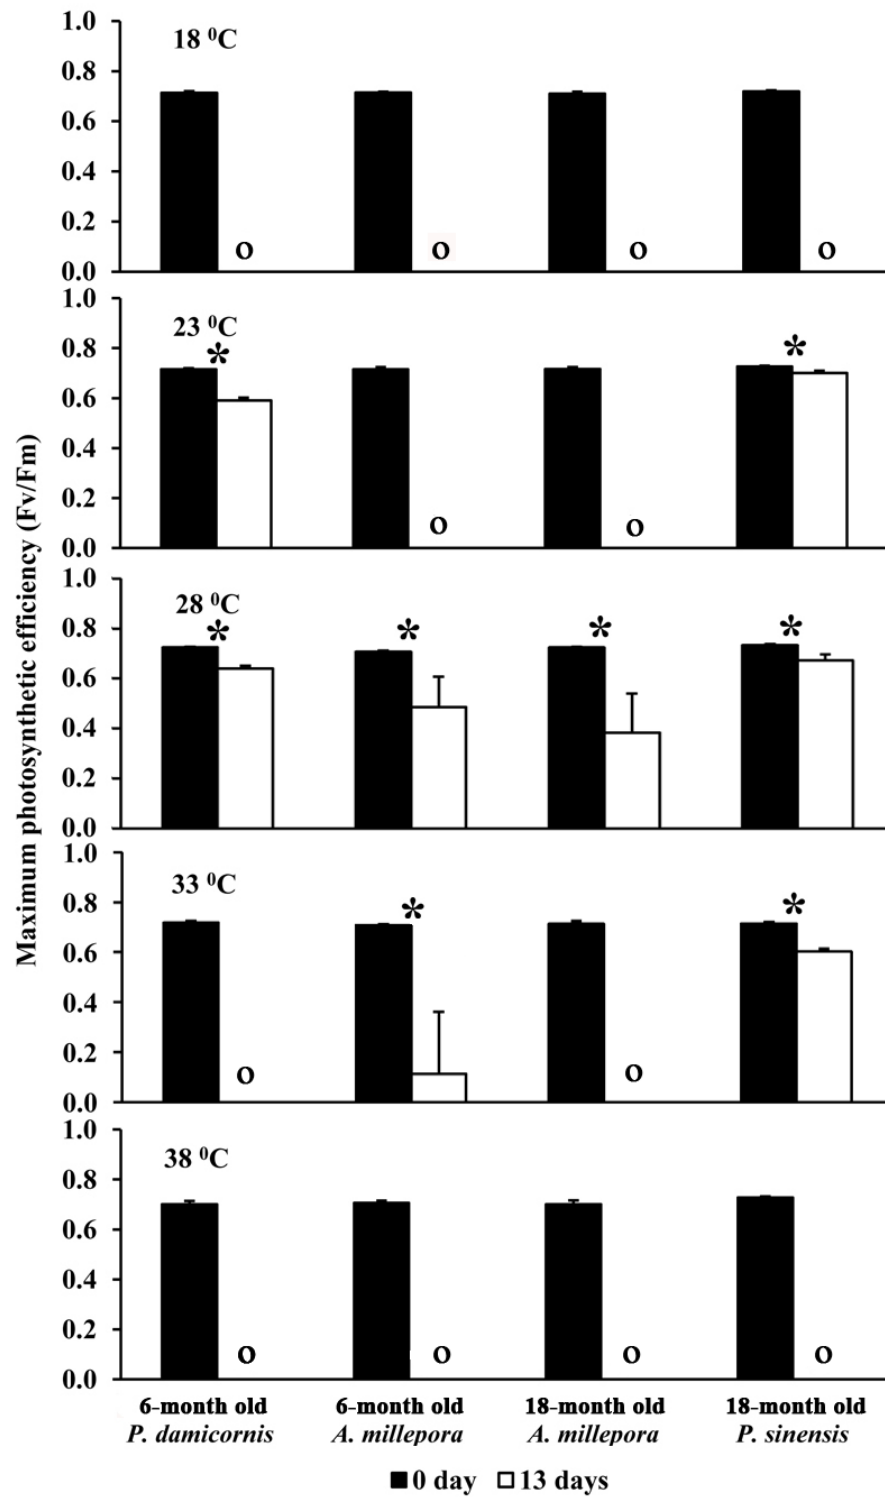 Maximum photosynthetic efficiency (Fv/Fm)
18 ⁰C
1.0
0.8
0.6
0.4
0.2
0.0
o o o o
23 ⁰C
1.0
0.8
0.6
0.4
0.2
0.0
* *
o o
28 ⁰C
1.0
0.8
0.6
0.4
0.2
0.0
* * * *
33 ⁰C
1.0
0.8
0.6
0.4
0.2
0.0
* *
o o
38 ⁰C
1.0
0.8
0.6
0.4
0.2
0.0
o o o o
6-month old 6-month old 18-month old 18-month old
P. damicornis A. millepora A. millepora P. sinensis
0 day 13 days